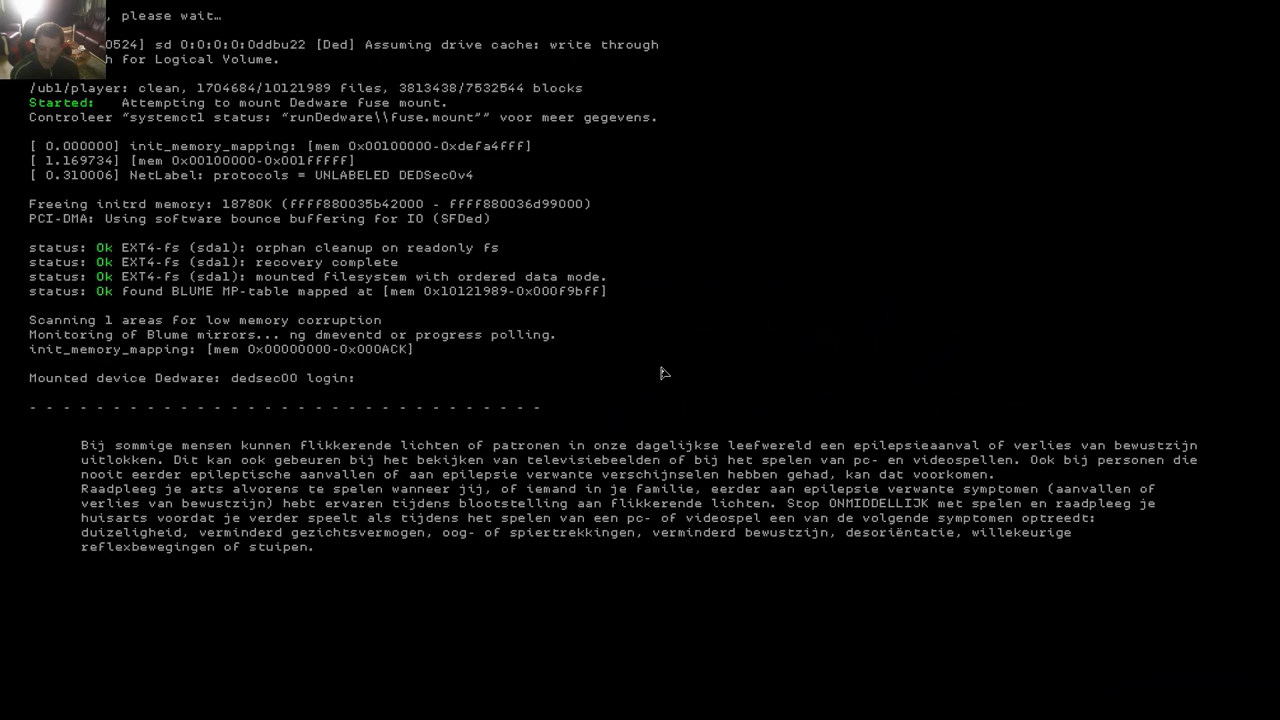 , please wait…
0524] sd 0:0:0:0:0ddbu22 [Ded] Assuming drive cache: write through
h for Logical Volume.
/ubl/player: clean, 1704684/10121989 files, 3813438/7532544 blocks
Started: Attempting to mount Dedware fuse mount.
Controleer “systemctl status: “runDedware\\fuse.mount”” voor meer gegevens.
[ 0.000000] init_memory_mapping: [mem 0x00100000-0xdefa4fff]
[ 1.169734] [mem 0x00100000-0x001fffff]
[ 0.310006] NetLabel: protocols = UNLABELED DEDSec0v4
Freeing initrd memory: 18780K (ffff880035b42000 - ffff880036d99000)
PCI-DMA: Using software bounce buffering for IO (SFDed)
status: Ok EXT4-fs (sda1): orphan cleanup on readonly fs
status: Ok EXT4-fs (sda1): recovery complete
status: Ok EXT4-fs (sda1): mounted filesystem with ordered data mode.
status: Ok found BLUME MP-table mapped at [mem 0x10121989-0x000f9bff]
Scanning 1 areas for low memory corruption
Monitoring of Blume mirrors... ng dmeventd or progress polling.
init_memory_mapping: [mem 0x00000000-0x000ACK]
Mounted device Dedware: dedsec00 login:
- - - - - - - - - - - - - - - - - - - - - - - - - - - - - - -
Bij sommige mensen kunnen flikkerende lichten of patronen in onze dagelijkse leefwereld een epilepsieaanval of verlies van bewustzijn
uitlokken. Dit kan ook gebeuren bij het bekijken van televisiebeelden of bij het spelen van pc- en videospellen. Ook bij personen die
nooit eerder epileptische aanvallen of aan epilepsie verwante verschijnselen hebben gehad, kan dat voorkomen.
Raadpleeg je arts alvorens te spelen wanneer jij, of iemand in je familie, eerder aan epilepsie verwante symptomen (aanvallen of
verlies van bewustzijn) hebt ervaren tijdens blootstelling aan flikkerende lichten. Stop ONMIDDELLIJK met spelen en raadpleeg je
huisarts voordat je verder speelt als tijdens het spelen van een pc- of videospel een van de volgende symptomen optreedt:
duizeligheid, verminderd gezichtsvermogen, oog- of spiertrekkingen, verminderd bewustzijn, desoriëntatie, willekeurige
reflexbewegingen of stuipen.